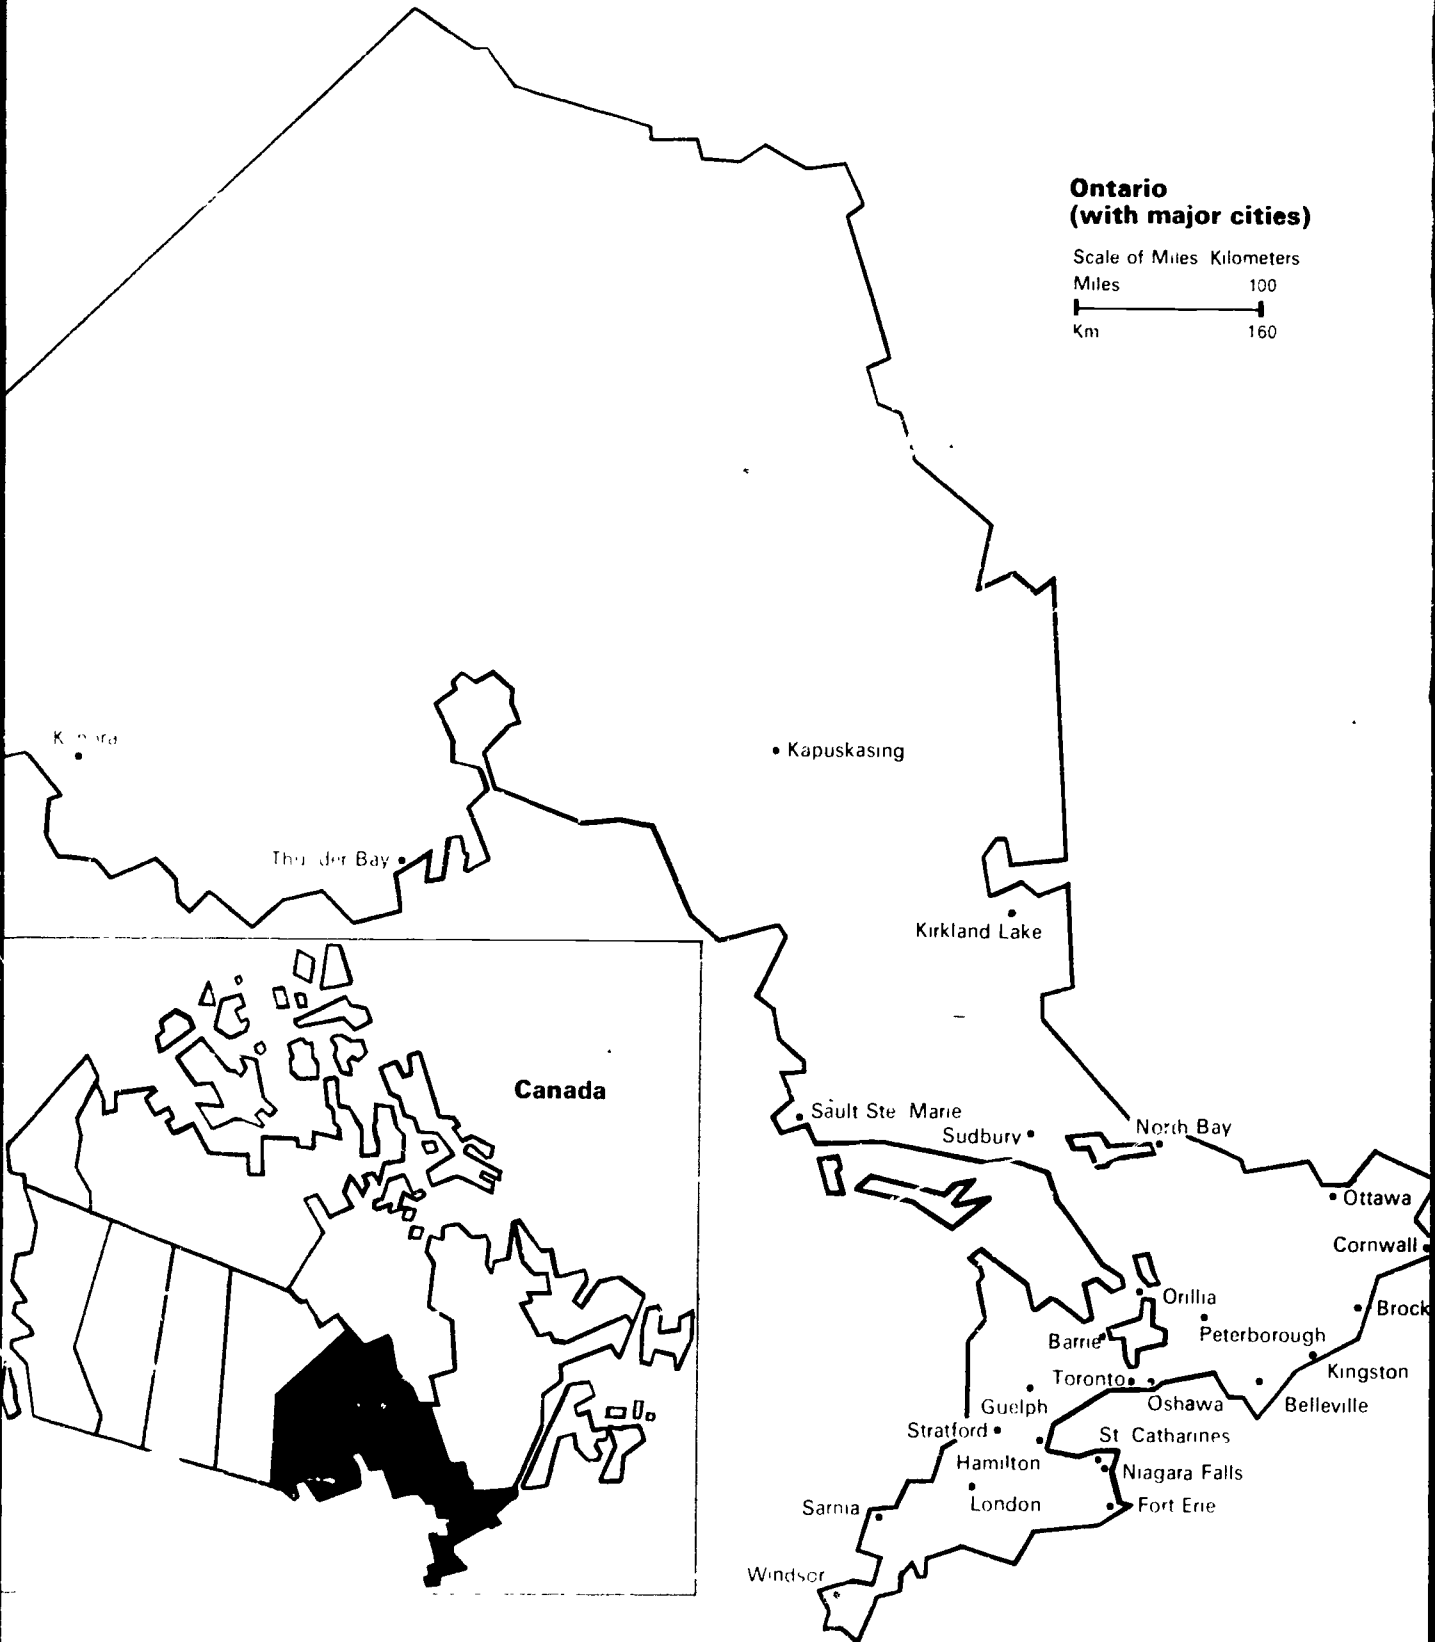 Ontario
(with major cities)
Scale of Miles Kilometers
Miles 100
Km 160
Kapuskasing
Bay
Kirkland Lake
Canada
Sault Ste Marie
Sudbury
North Bay
Ottawa
Cornwall
Orillia
Brock
Barrie
Peterborough
Kingston
Toronto
Oshawa
Belleville
Guelph
Stratford
St Catharines
Hamilton
Niagara Falls
London
Sarnia
Fort Erie
Windsor